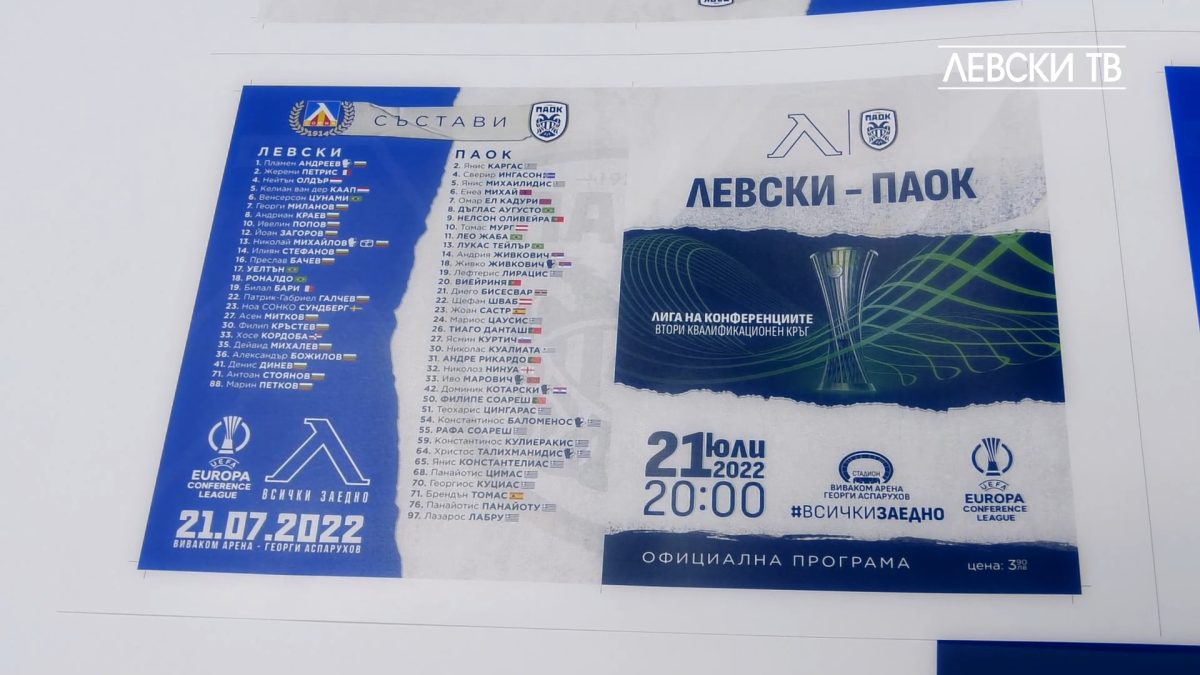 ЛЕВСКИ ТВ
СЪСТАВИ
1914
ПАОК
ЛЕВСКИ
1. Пламен АНДРЕЕВ
2. Жереми ПЕТРИС
4. Нейтън ОЛДЪР
5. Келиан ван дер КААП
6. Венсерсон ЦУНАМИ
7. Георги МИЛАНОВ
8. Андриан КРАЕВ
10. Ивелин ПОПОВ
12. Йоан ЗАГОРОВ
13. Николай МИХАЙЛОВ
14. Илиян СТЕФАНОВ
16. Преслав БАЧЕВ
17. УЕЛТЪН
18. РОНАЛДО
19. Билал БАРИ
22. Патрик-Габриел ГАЛЧЕВ
23. Ноа СОНКО СУНДБЕРГ
27. Асен МИТКОВ
30. Филип КРЪСТЕВ
33. Хосе КОРДОБА
35. Дейвид МИХАЛЕВ
36. Александър БОЖИЛОВ
41. Денис ДИНЕВ
71. Антоан СТОЯНОВ
88. Марин ПЕТКОВ
ПАОК
2. Янис КАРГАС
4. Сверир ИНГАСОН
5. Янис МИХАИЛИДИС
6. Енеа МИХАЙ
7. Омар ЕЛ КАДУРИ
8. ДЪГЛАС АУГУСТО
9. НЕЛСОН ОЛИВЕЙРА
10. Томас МУРГ
11. ЛЕО ЖАБА
13. ЛУКАС ТЕЙЛЪР
14. Андрия ЖИВКОВИЧ
18. Живко ЖИВКОВИЧ
19. Лефтерис ЛИРАЦИС
20. ВИЕЙРИНЯ
21. Диего БИСЕСВАР
22. Щефан ШВАБ
23. Жоан САСТР
24. Мариос ЦАУСИС
26. ТИАГО ДАНТАШ
27. Ясмин КУРТИЧ
30. Николас КУАЛИАТА
31. АНДРЕ РИКАРДО
32. Николоз НИНУА
33. Иво МАРОВИЧ
42. Доминик КОТАРСКИ
50. ФИЛИПЕ СОАРЕШ
51. Теохарис ЦИНГАРАС
54. Константинос БАЛОМЕНОС
55. РАФА СОАРЕШ
59. Константинос КУЛИЕРАКИС
64. Христос ТАЛИХМАНИДИС
65. Янис КОНСТАНТЕЛИАС
68. Панайотис ЦИМАС
70. Георгиос КУЦИАС
71. Брендън ТОМАС
76. Панайотис ПАНАЙОТУ
97. Лазарос ЛАБРУ
UEFA
EUROPA
CONFERENCE
LEAGUE
ВСИЧКИ ЗАЕДНО
21.07.2022
ВИВАКОМ АРЕНА - ГЕОРГИ АСПАРУХОВ
ПАОК
ЛЕВСКИ – ПАОК
ЛИГА НА КОНФЕРЕНЦИИТЕ
ВТОРИ КВАЛИФИКАЦИОНЕН КРЪГ
21 ЮЛИ
2022
20:00
СТАДИОН
ВИВАКОМ АРЕНА
ГЕОРГИ АСПАРУХОВ
#ВСИЧКИЗАЕДНО
UEFA
EUROPA
CONFERENCE
LEAGUE
ОФИЦИАЛНА ПРОГРАМА
цена: 3 90 лв